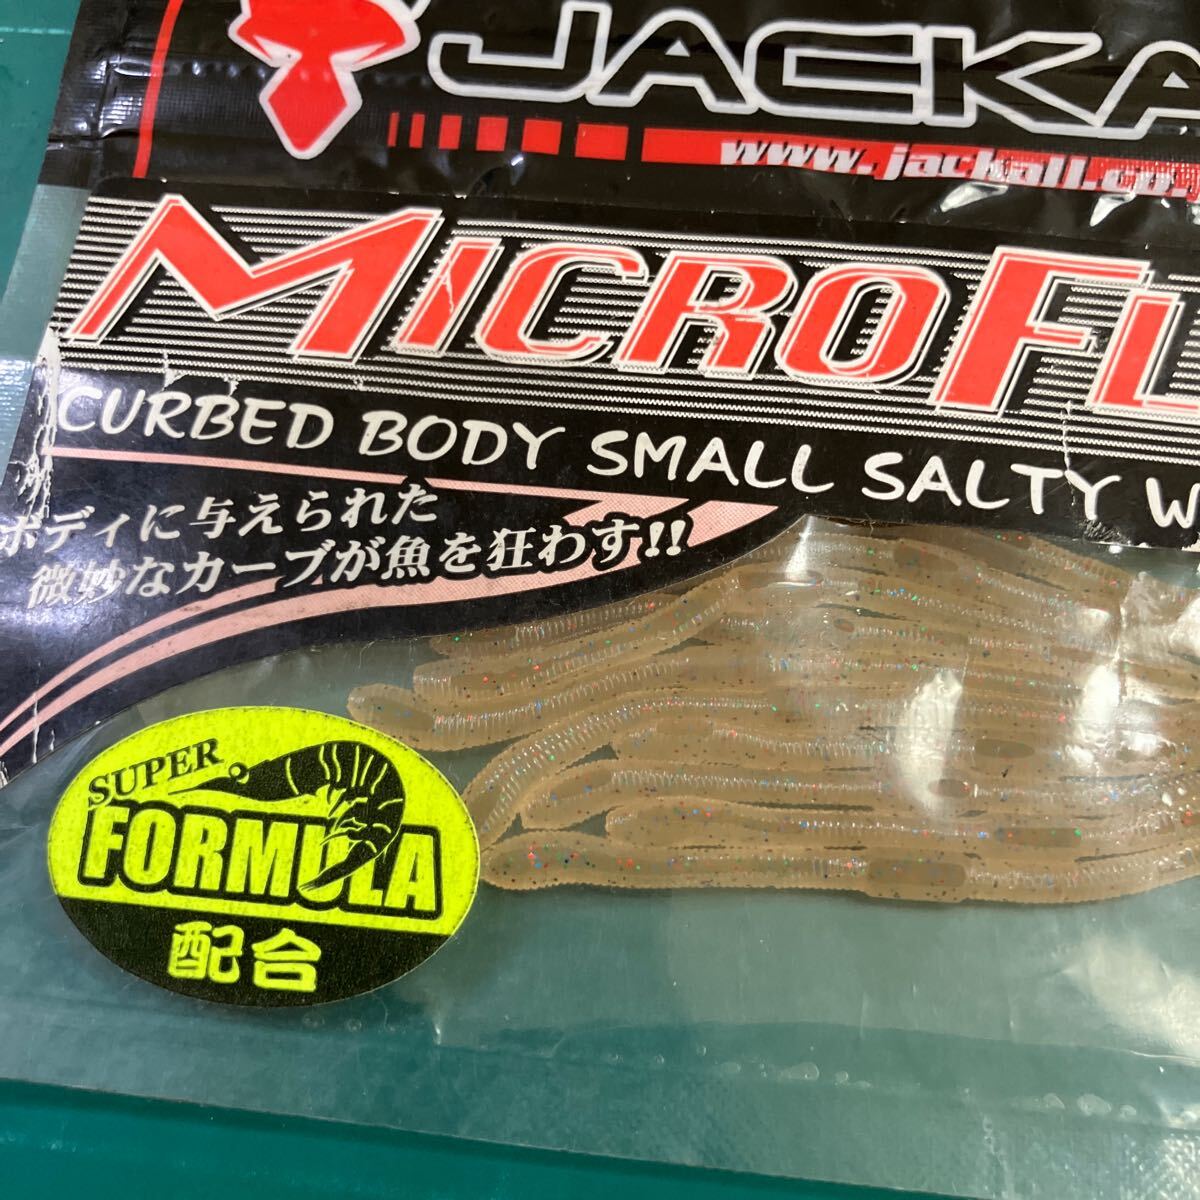 JACKA
www.jackall.co.
MICROFL
CURBED BODY SMALL SALTY W
ボディに与えられた
微妙なカーブが魚を狂わす!!
SUPER
FORMULA
配合